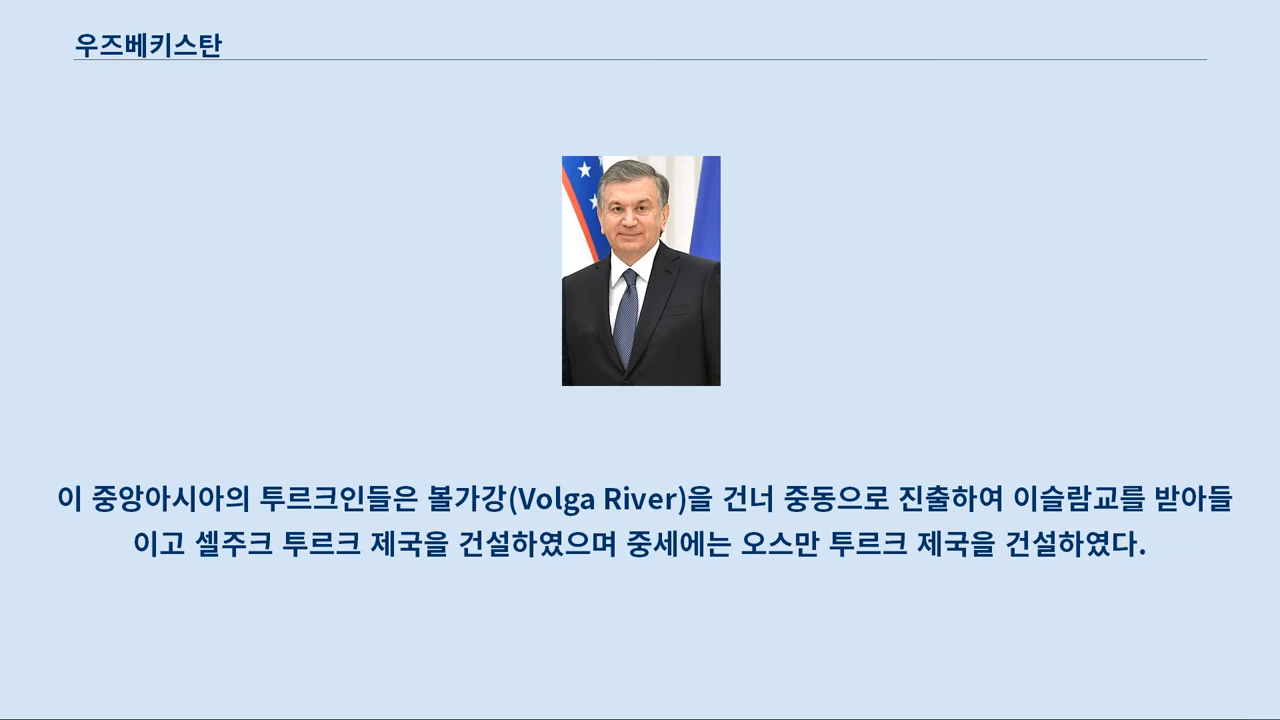 우즈베키스탄
이 중앙아시아의 투르크인들은 볼가강(Volga River)을 건너 중동으로 진출하여 이슬람교를 받아들
이고 셀주크 투르크 제국을 건설하였으며 중세에는 오스만 투르크 제국을 건설하였다.